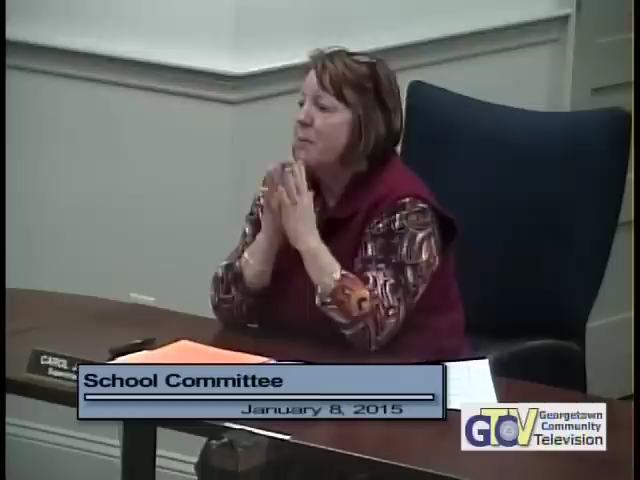 CAROL J
School Committee
January 8, 2015
GCTV
Georgetown
Community
Television